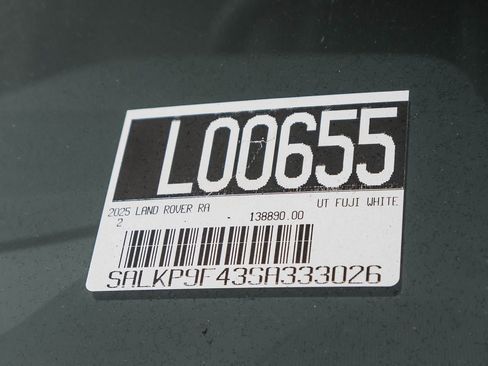 L00655
2025 LAND ROVER RA UT FUJI WHITE
2 - 138890.00
SALKP9F43SA333026